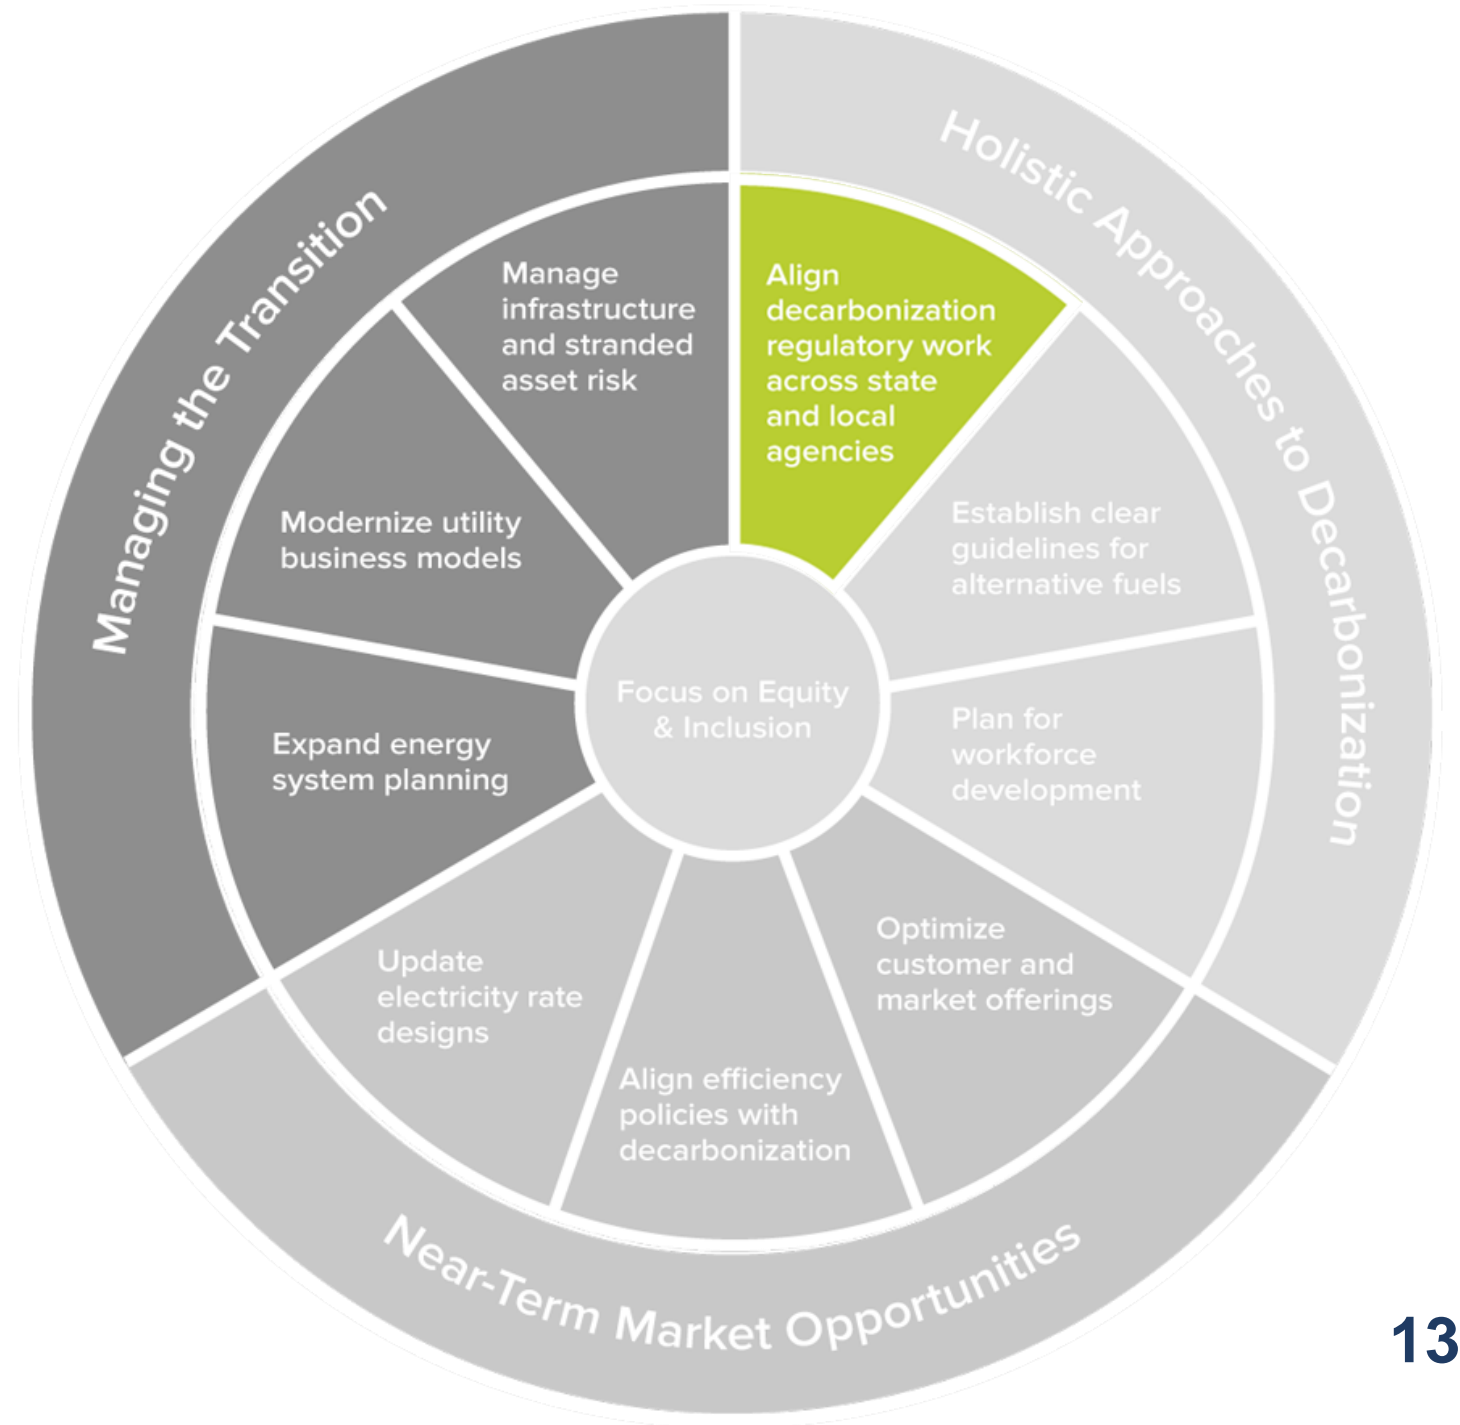 Holistic Approaches to Decarbonization
Align
decarbonization
regulatory work
across state
and local
agencies
Establish clear
guidelines for
alternative fuels
Plan for
workforce
development
Near-Term Market Opportunities
Optimize
customer and
market offerings
Align efficiency
policies with
decarbonization
Update
electricity rate
designs
Managing the Transition
Expand energy
system planning
Modernize utility
business models
Manage
infrastructure
and stranded
asset risk
Focus on Equity
& Inclusion
13